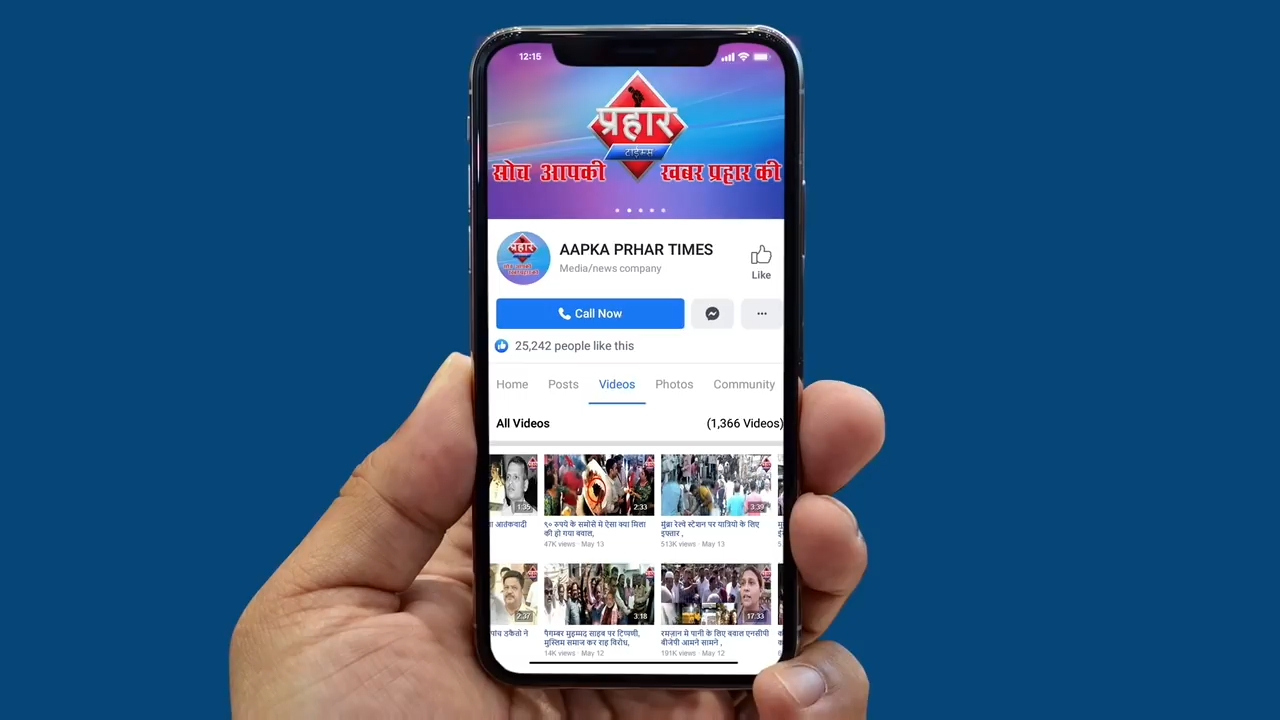 12:15
प्रहार
टाईम्स
सोच आपकी खबर प्रहार की
AAPKA PRHAR TIMES
Media/news company
Like
Call Now
25,242 people like this
Home Posts Videos Photos Community
All Videos (1,366 Videos)
1:35 2:33 3:39
आतंकवादी
९० रुपये के समोसे मे ऐसा क्या मिला
की हो गया बवाल,
47K views · May 13
मुंब्रा रेल्वे स्टेशन पर यात्रियो के लिए
इफ्तार ,
513K views · May 13
2:37 3:18 17:33
पांच डकैतो ने
पैगम्बर मुहम्मद साहब पर टिप्पणी,
मुस्लिम समाज कर राह विरोध,
14K views · May 12
रमज़ान मे पानी के लिए बवाल एनसीपी
बीजेपी आमने सामने ,
191K views · May 12